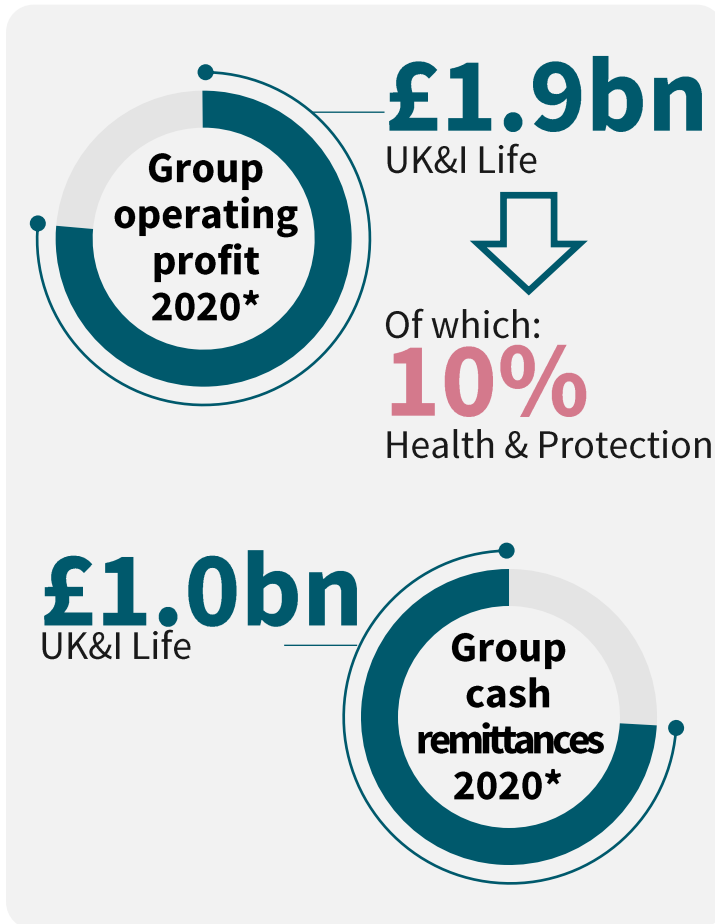 Group
operating
profit
2020*
£1.9bn
UK&I Life
Of which:
10%
Health & Protection
£1.0bn
UK&I Life
Group
cash
remittances
2020*